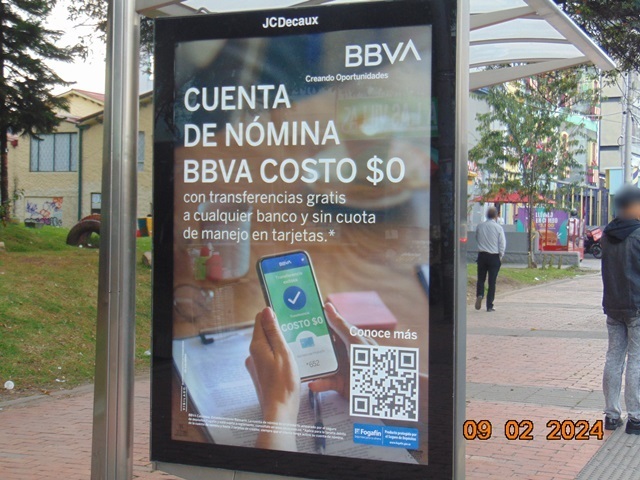 JCDecaux
BBVA
Creando Oportunidades
CUENTA
DE NÓMINA
BBVA COSTO $0
con transferencias gratis
a cualquier banco y sin cuota
de manejo en tarjetas.*
BBVA
COSTO $0
Conoce más
Fogafín
09 02 2024